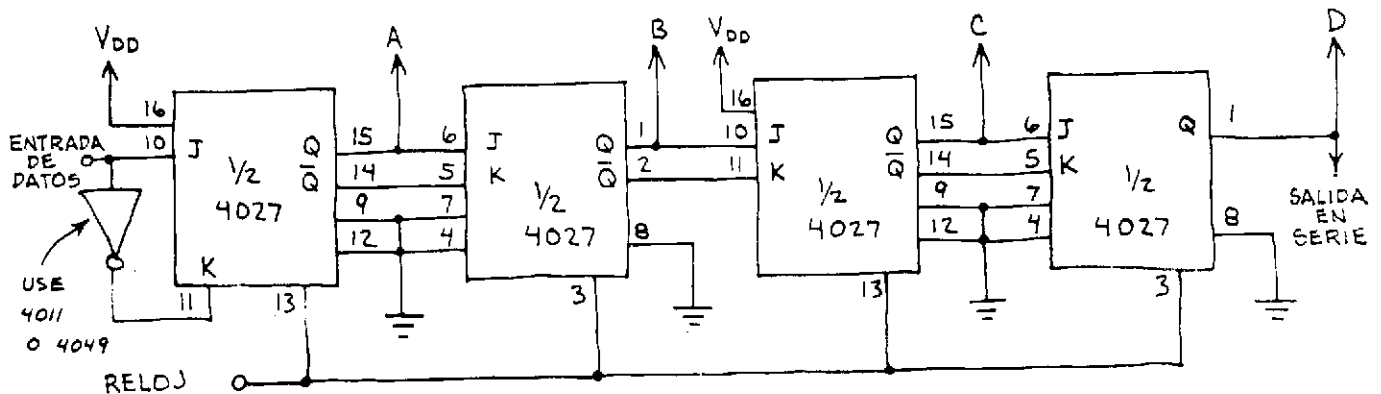 VDD
A
B
VDD
C
D
16
ENTRADA
DE
DATOS
10
J
1/2
4027
K
11
13
Q
Q̅
15
14
9
12
6
5
7
4
J
K
1/2
4027
Q
Q̅
1
2
8
3
16
10
11
J
K
1/2
4027
Q
Q̅
15
14
9
12
13
6
5
7
4
J
K
Q
1/2
4027
1
8
3
SALIDA
EN
SERIE
USE
4011
O 4049
RELOJ